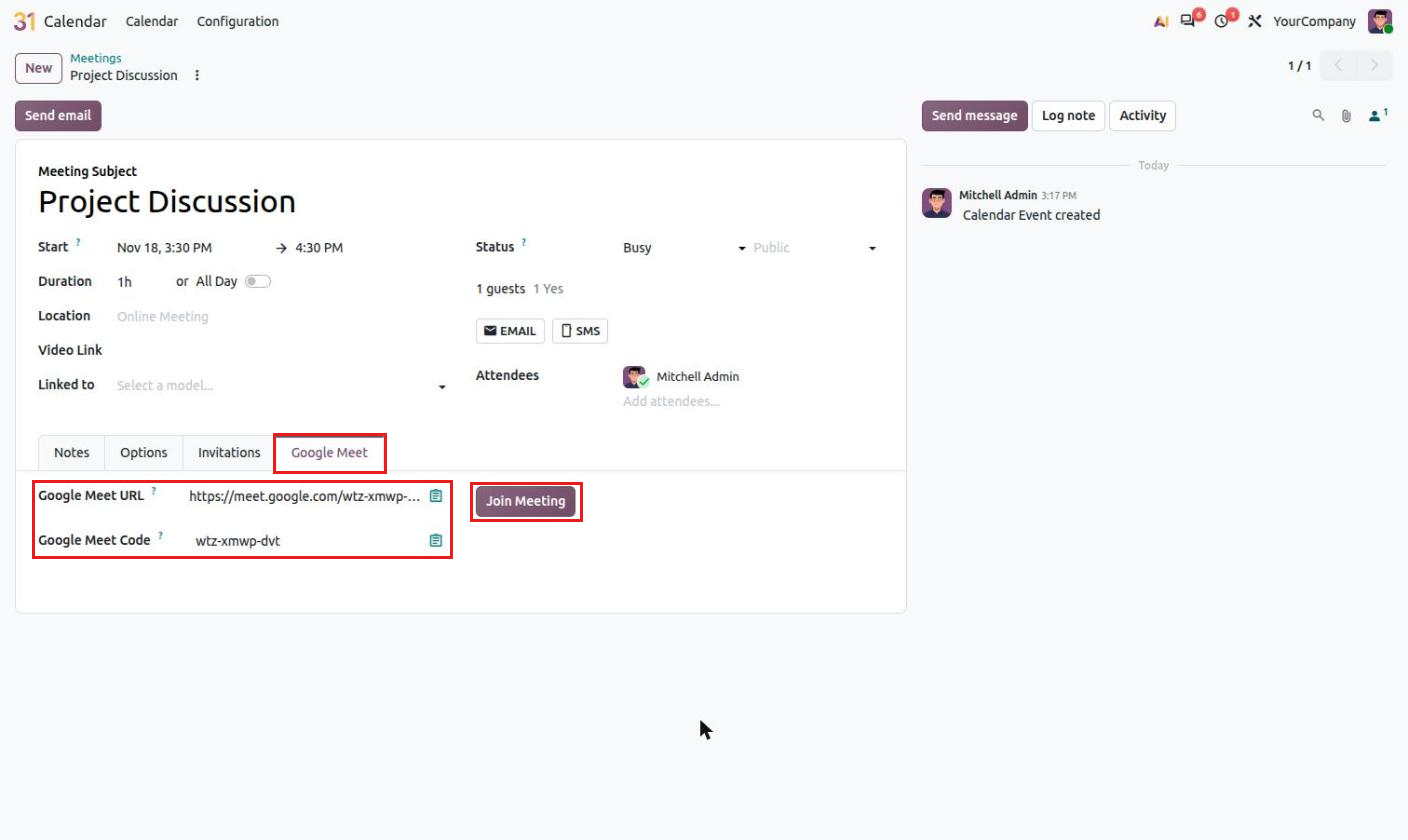 31 Calendar Calendar Configuration
6 1 YourCompany
New Meetings
Project Discussion
1 / 1
Send email
Send message Log note Activity
1
Meeting Subject
Project Discussion
Start ? Nov 18, 3:30 PM → 4:30 PM
Duration 1h or All Day
Location Online Meeting
Video Link
Linked to Select a model...
Status ? Busy Public
1 guests 1 Yes
EMAIL SMS
Attendees Mitchell Admin
Add attendees...
Notes Options Invitations Google Meet
Google Meet URL ? https://meet.google.com/wtz-xmwp-...
Google Meet Code ? wtz-xmwp-dvt
Join Meeting
Today
Mitchell Admin 3:17 PM
Calendar Event created